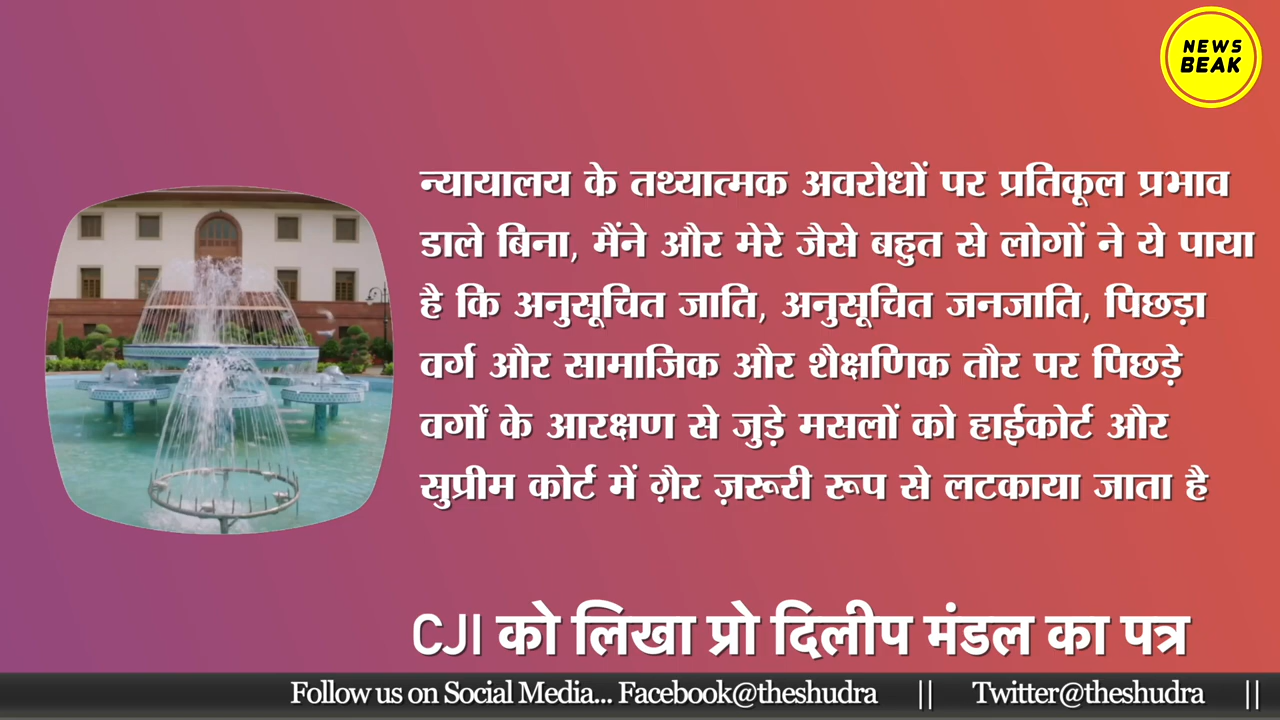 NEWS
BEAK
न्यायालय के तथ्यात्मक अवरोधों पर प्रतिकूल प्रभाव
डाले बिना, मैंने और मेरे जैसे बहुत से लोगों ने ये पाया
है कि अनुसूचित जाति, अनुसूचित जनजाति, पिछड़ा
वर्ग और सामाजिक और शैक्षणिक तौर पर पिछड़े
वर्गों के आरक्षण से जुड़े मसलों को हाईकोर्ट और
सुप्रीम कोर्ट में ग़ैर ज़रूरी रूप से लटकाया जाता है
CJI को लिखा प्रो दिलीप मंडल का पत्र
Follow us on Social Media... Facebook@theshudra || Twitter@theshudra ||